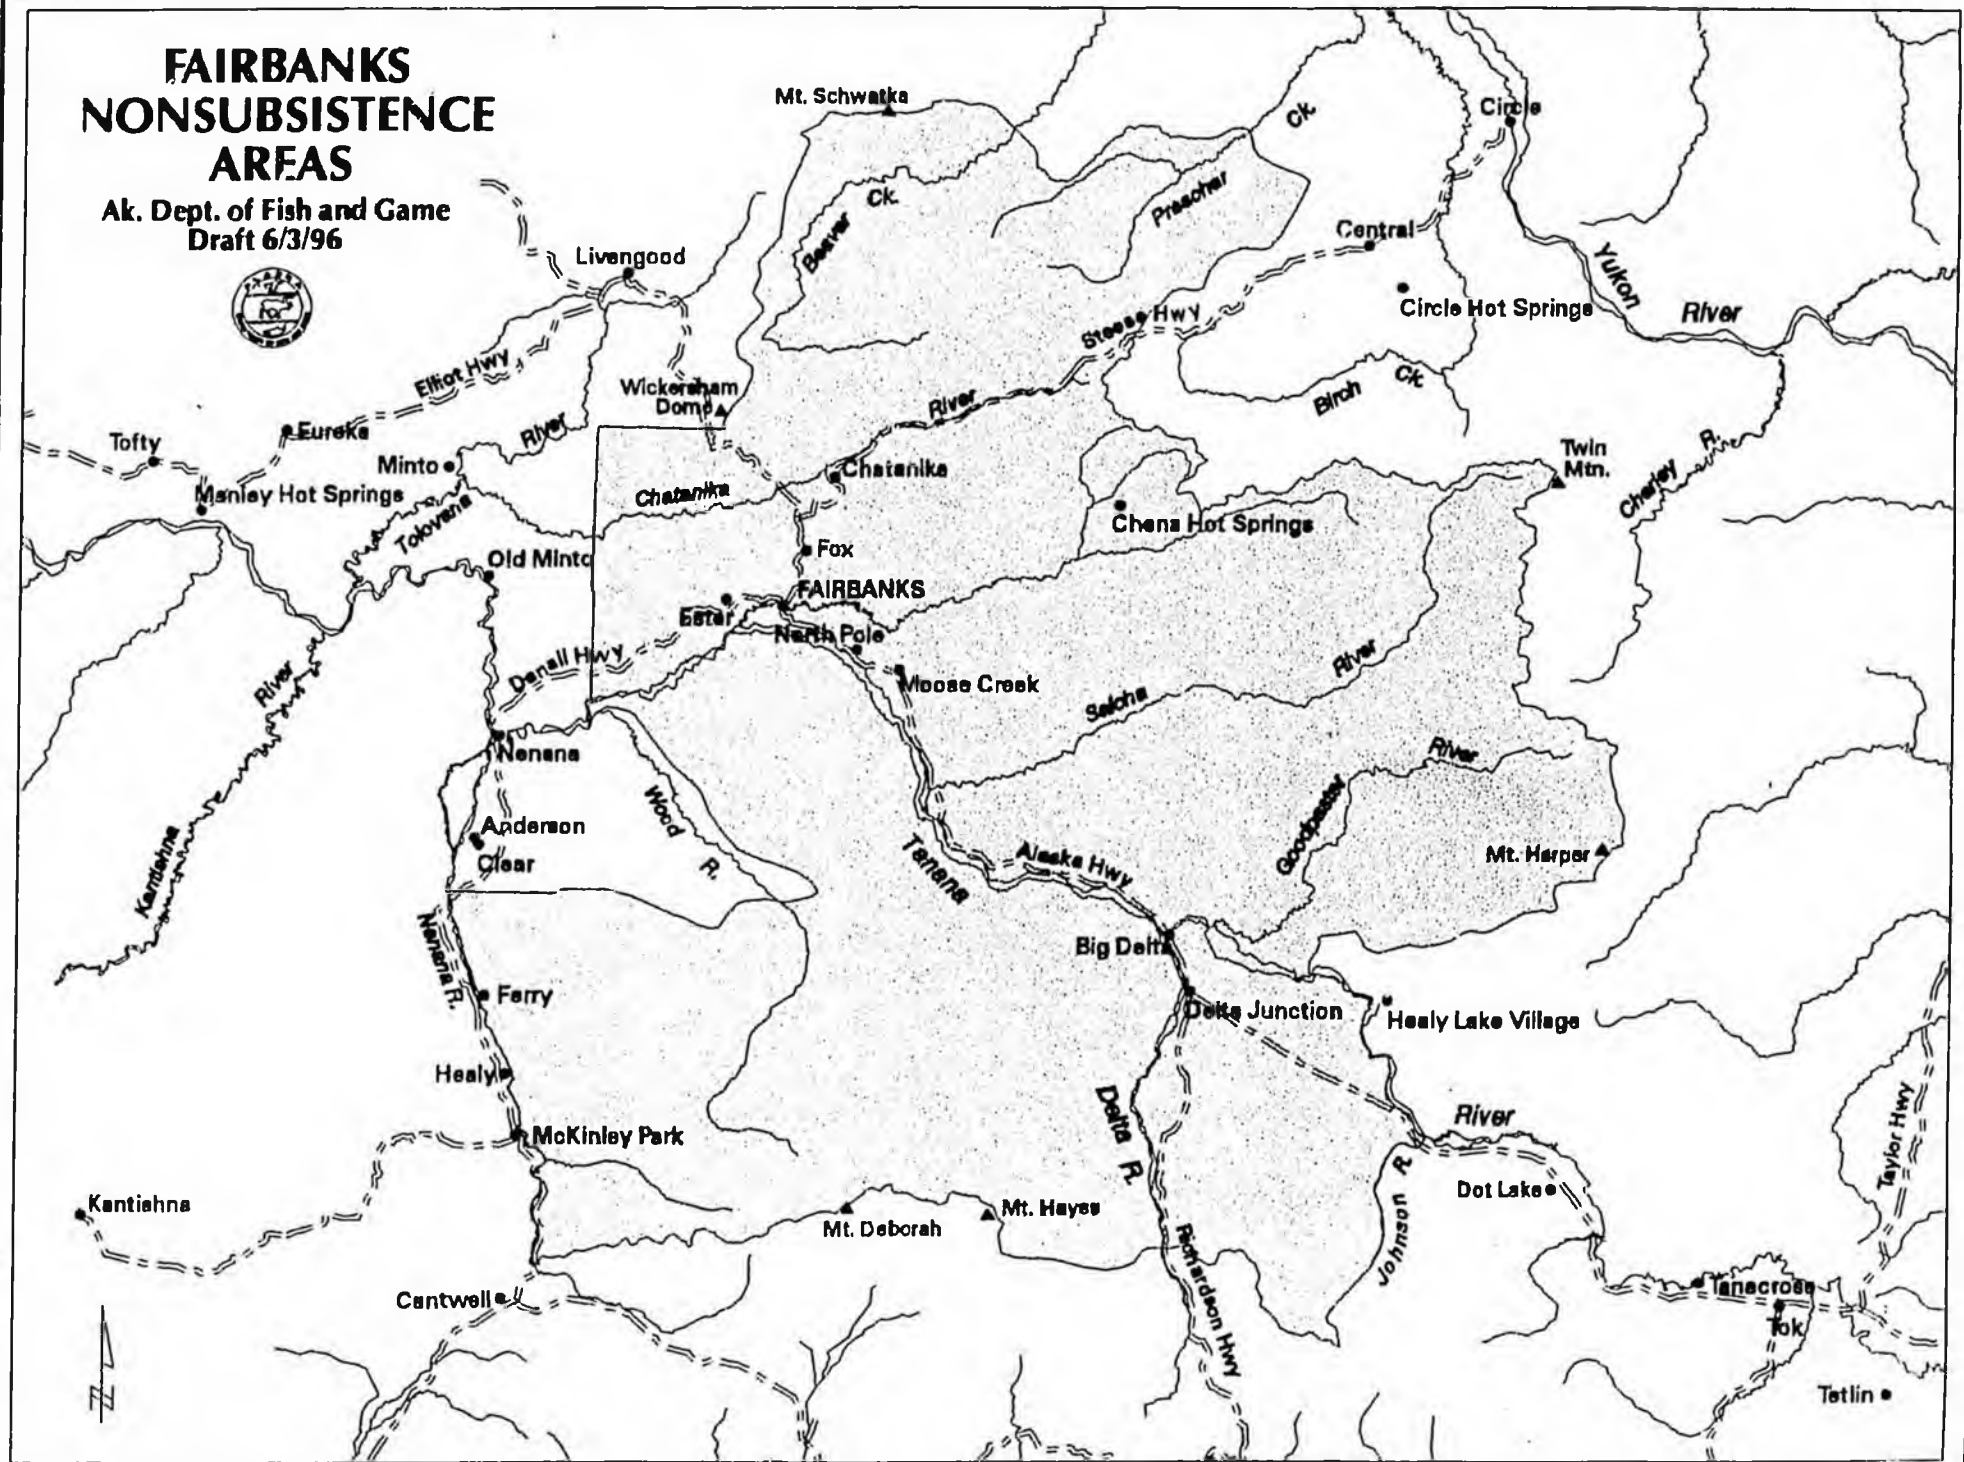 FAIRBANKS
NONSUBSISTENCE
AREAS
Ak. Dept. of Fish and Game
Draft 6/3/96
Mt. Schwatka
Circle
Ck.
Preacher
Beaver
Ck.
Central
Livengood
Yukon
River
Circle Hot Springs
Steese Hwy
Elliot Hwy
Wickersham
Dome
River
Birch
Ck.
Tofty
Eureka
River
Minto
Chatanika
Twin
Mtn.
Charley
R.
Manley Hot Springs
Chatanika
Tolovana
Chena Hot Springs
Old Minto
Fox
FAIRBANKS
Ester
North Pole
Denali Hwy
Moose Creek
River
River
Salcha
Nenana
River
Goodpaster
Wood
R.
Anderson
Clear
Kantishna
Tanana
Alaska Hwy
Mt. Harper
Nenana R.
Big Delta
Ferry
Delta Junction
Healy Lake Village
Healy
Delta
R.
River
Taylor Hwy
McKinley Park
Johnson
R.
Dot Lake
Kantishna
Mt. Deborah
Mt. Hayes
Richardson Hwy
Cantwell
Tanacross
Tok
Tetlin